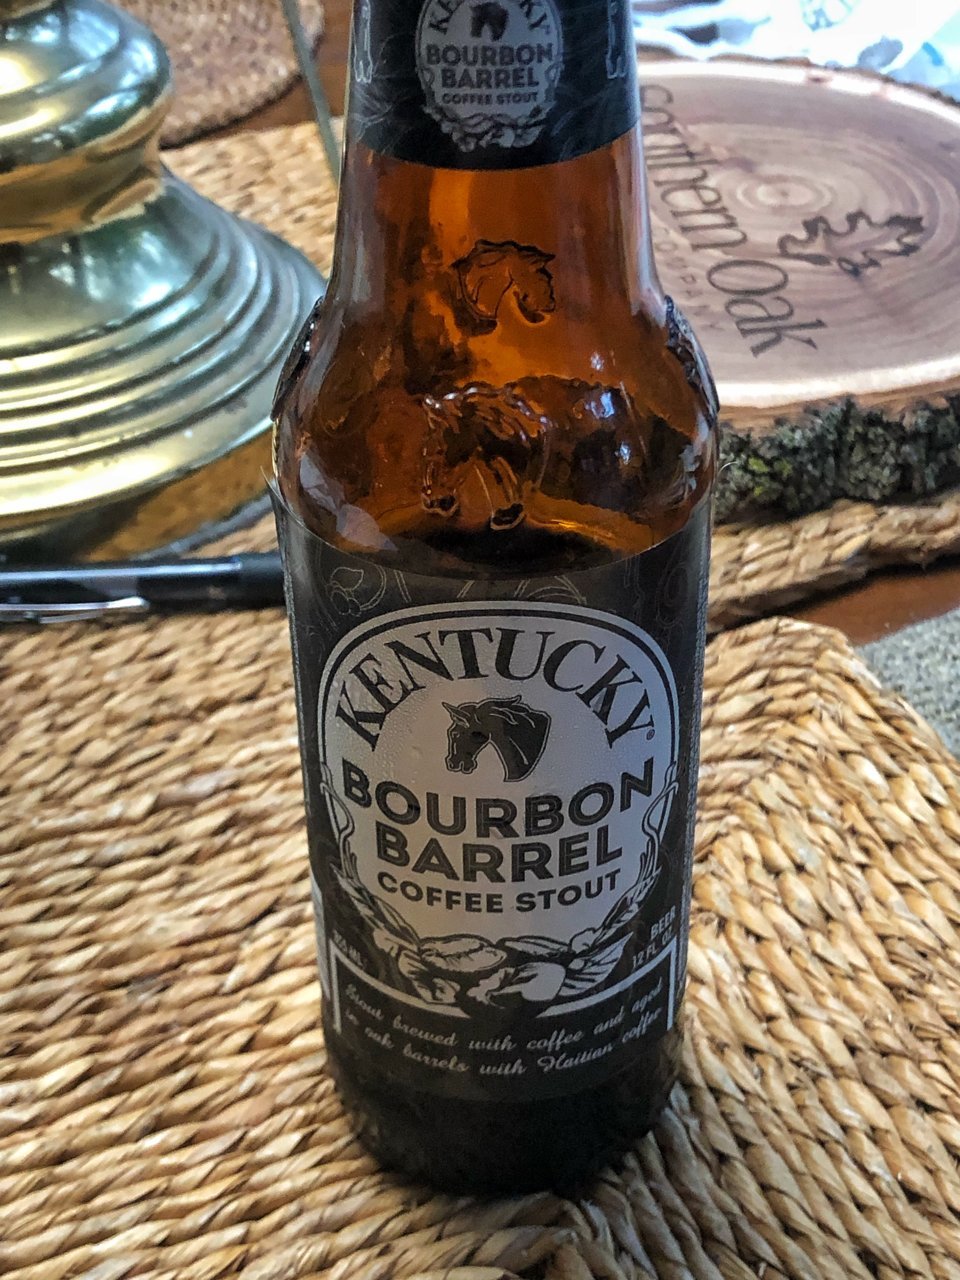 KENTUCKY
BOURBON
BARREL
COFFEE STOUT
Southern Oak
KENTUCKY®
BOURBON
BARREL
COFFEE STOUT
BEER
12 FL OZ
Stout brewed with coffee and aged
in oak barrels with Haitian coffee